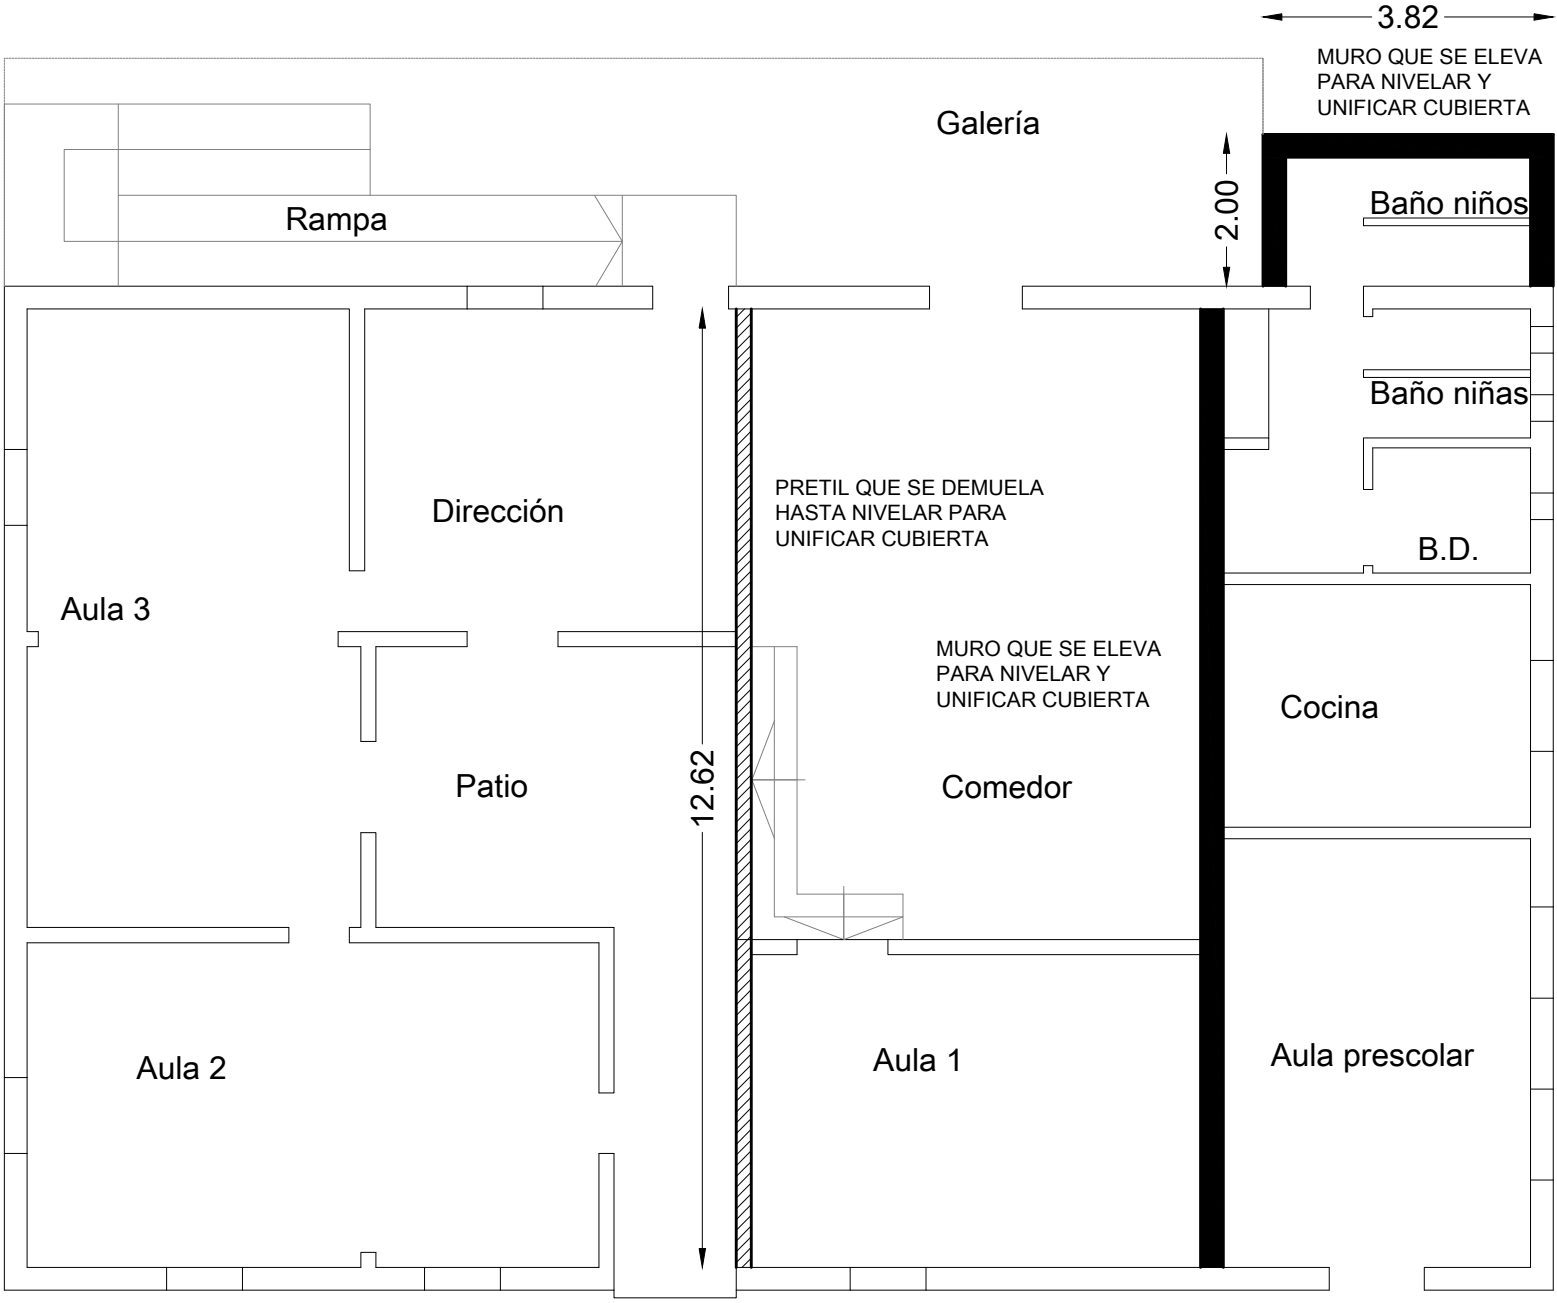 3.82
MURO QUE SE ELEVA
PARA NIVELAR Y
UNIFICAR CUBIERTA
Galería
2.00
Baño niños
Rampa
Baño niñas
PRETIL QUE SE DEMUELA
HASTA NIVELAR PARA
UNIFICAR CUBIERTA
Dirección
B.D.
Aula 3
MURO QUE SE ELEVA
PARA NIVELAR Y
UNIFICAR CUBIERTA
Cocina
12.62
Patio
Comedor
Aula 2
Aula 1
Aula prescolar